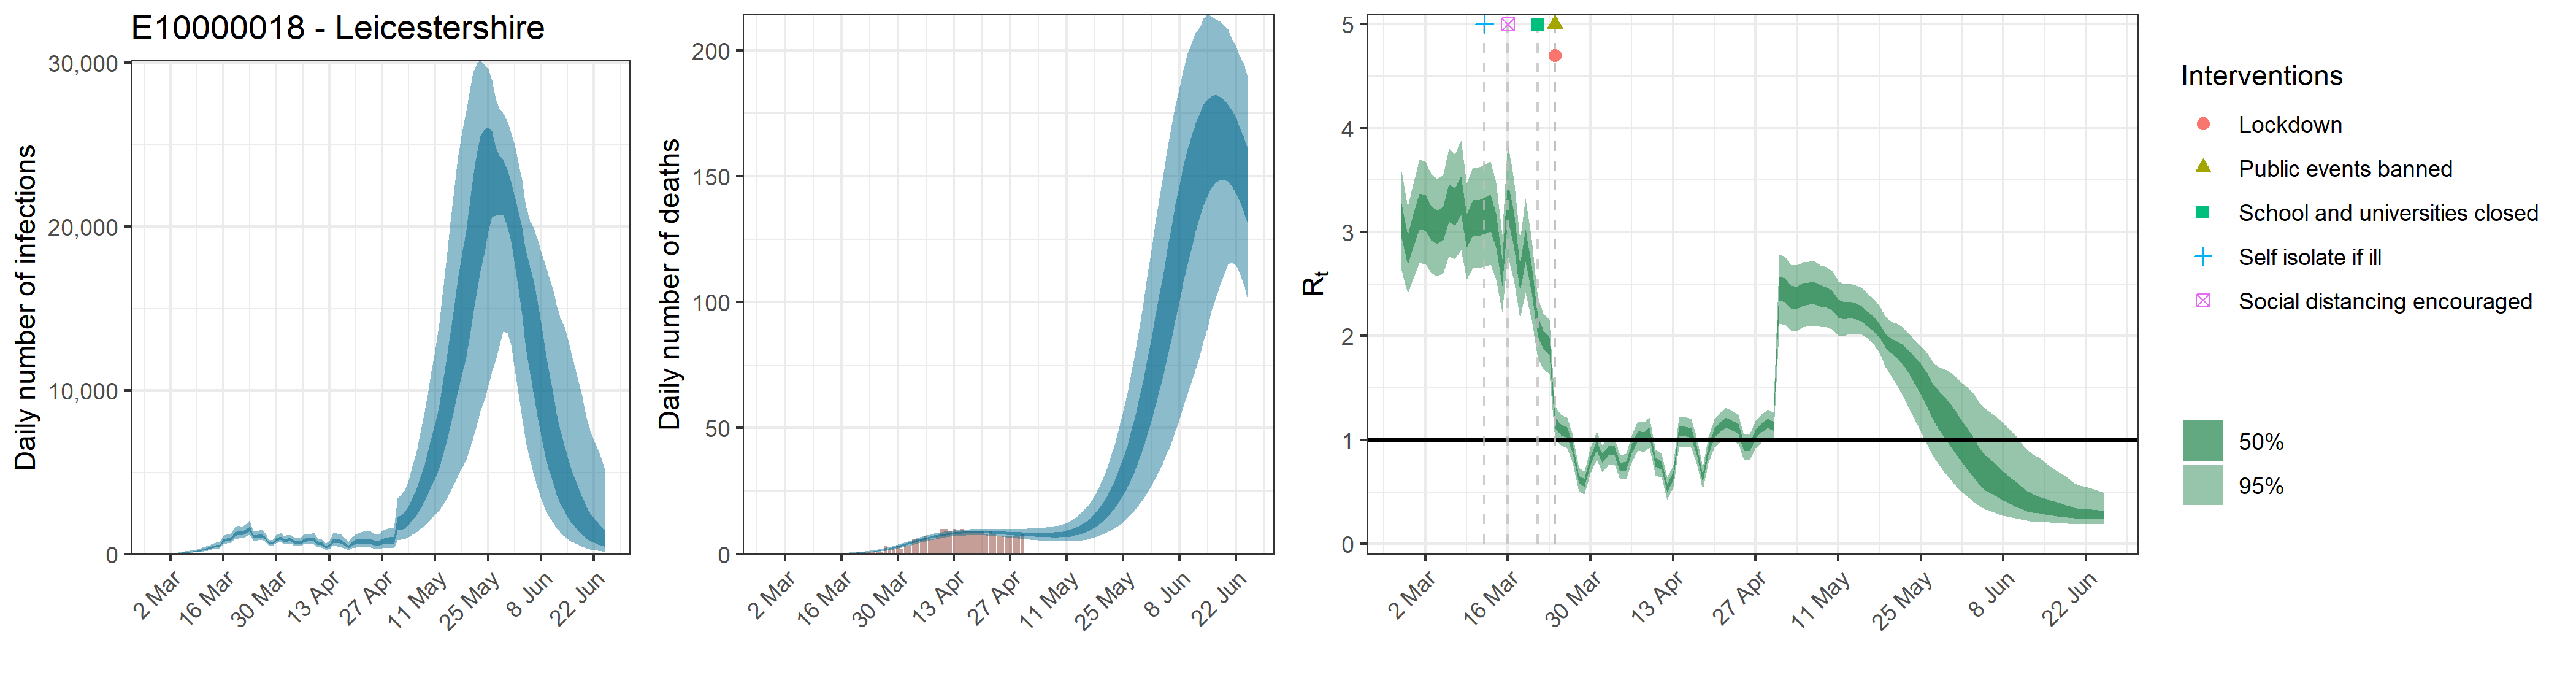 E10000018 - Leicestershire
Daily number of infections
30,000
20,000
10,000
0
2 Mar
16 Mar
30 Mar
13 Apr
27 Apr
11 May
25 May
8 Jun
22 Jun
Daily number of deaths
200
150
100
50
0
2 Mar
16 Mar
30 Mar
13 Apr
27 Apr
11 May
25 May
8 Jun
22 Jun
Rt
5
4
3
2
1
0
2 Mar
16 Mar
30 Mar
13 Apr
27 Apr
11 May
25 May
8 Jun
22 Jun
Interventions
Lockdown
Public events banned
School and universities closed
Self isolate if ill
Social distancing encouraged
50%
95%